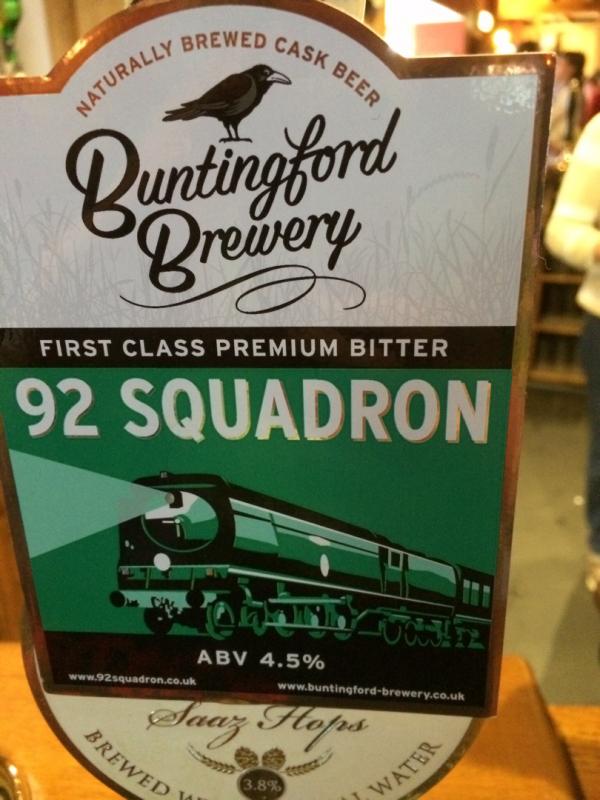 NATURALLY BREWED CASK BEER
Buntingford
Brewery
FIRST CLASS PREMIUM BITTER
92 SQUADRON
ABV 4.5%
www.92squadron.co.uk
www.buntingford-brewery.co.uk
Saaz Hops
BREWED
WATER
3.8%